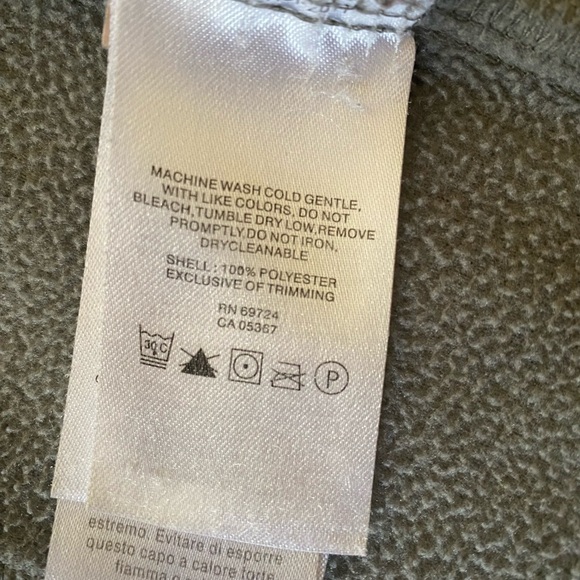 MACHINE WASH COLD GENTLE,
WITH LIKE COLORS, DO NOT
BLEACH, TUMBLE DRY LOW, REMOVE
PROMPTLY. DO NOT IRON.
DRYCLEANABLE
SHELL : 100% POLYESTER
EXCLUSIVE OF TRIMMING
RN 69724
CA 05367
30 C
P
estremo. Evitare di esporre
questo capo a calore forte,
fiamma